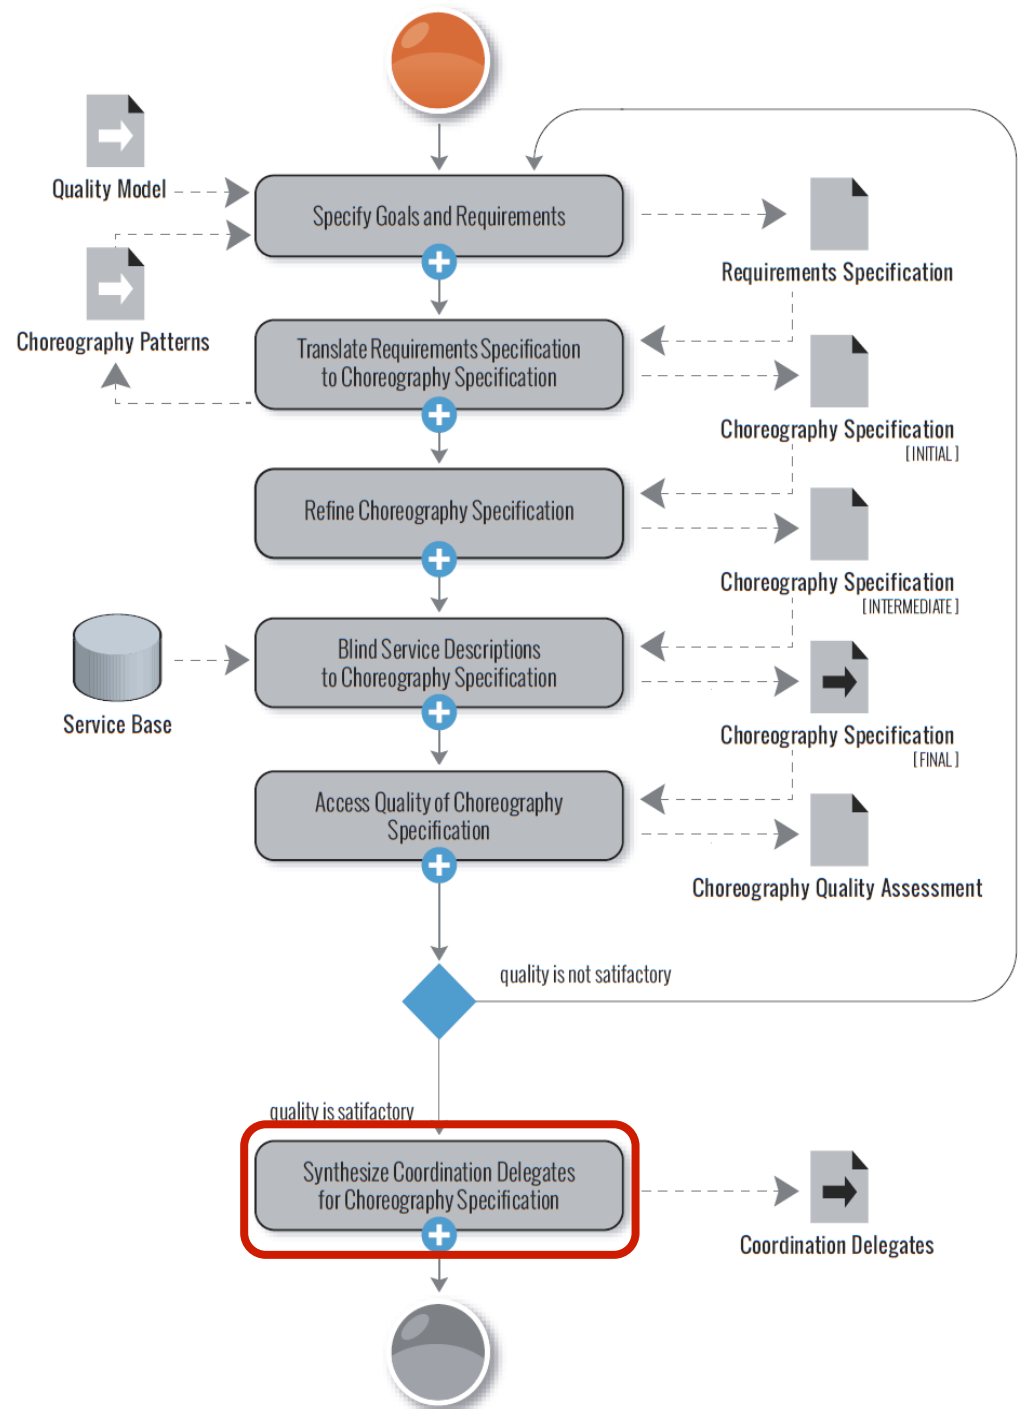 Quality Model
Specify Goals and Requirements
Requirements Specification
Choreography Patterns
Translate Requirements Specification
to Choreography Specification
Choreography Specification
[ INITIAL ]
Refine Choreography Specification
Choreography Specification
[ INTERMEDIATE ]
Service Base
Blind Service Descriptions
to Choreography Specification
Choreography Specification
[ FINAL ]
Access Quality of Choreography
Specification
Choreography Quality Assessment
quality is not satifactory
quality is satifactory
Synthesize Coordination Delegates
for Choreography Specification
Coordination Delegates